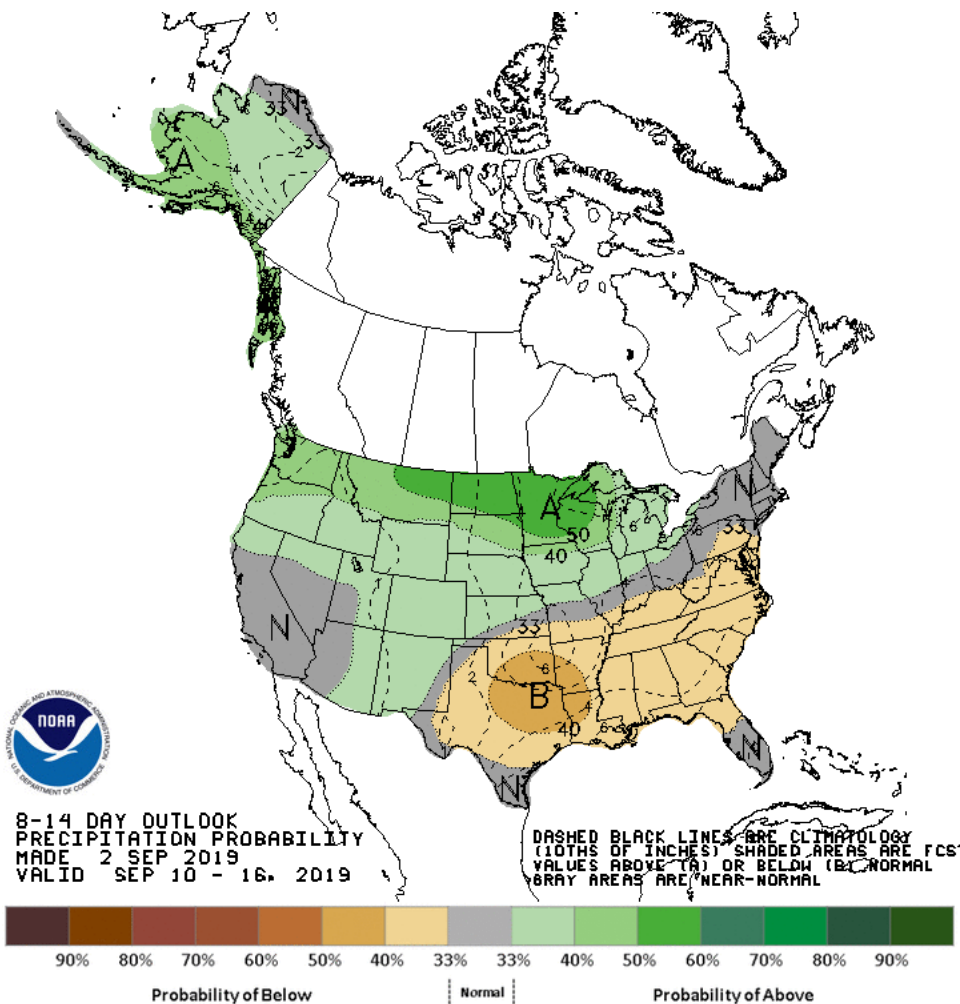 N
33
33
2
A
4
6
40
A
50
40
6
6
N
6
33
N
33
6
2
B
4
40
6
N
N
NATIONAL OCEANIC AND ATMOSPHERIC ADMINISTRATION
NOAA
U.S. DEPARTMENT OF COMMERCE
8-14 DAY OUTLOOK
PRECIPITATION PROBABILITY
MADE 2 SEP 2019
VALID SEP 10 - 16, 2019
DASHED BLACK LINES ARE CLIMATOLOGY
(10THS OF INCHES) SHADED AREAS ARE FCST
VALUES ABOVE (A) OR BELOW (B) NORMAL
GRAY AREAS ARE NEAR-NORMAL
90% 80% 70% 60% 50% 40% 33% 33% 40% 50% 60% 70% 80% 90%
Probability of Below Normal Probability of Above